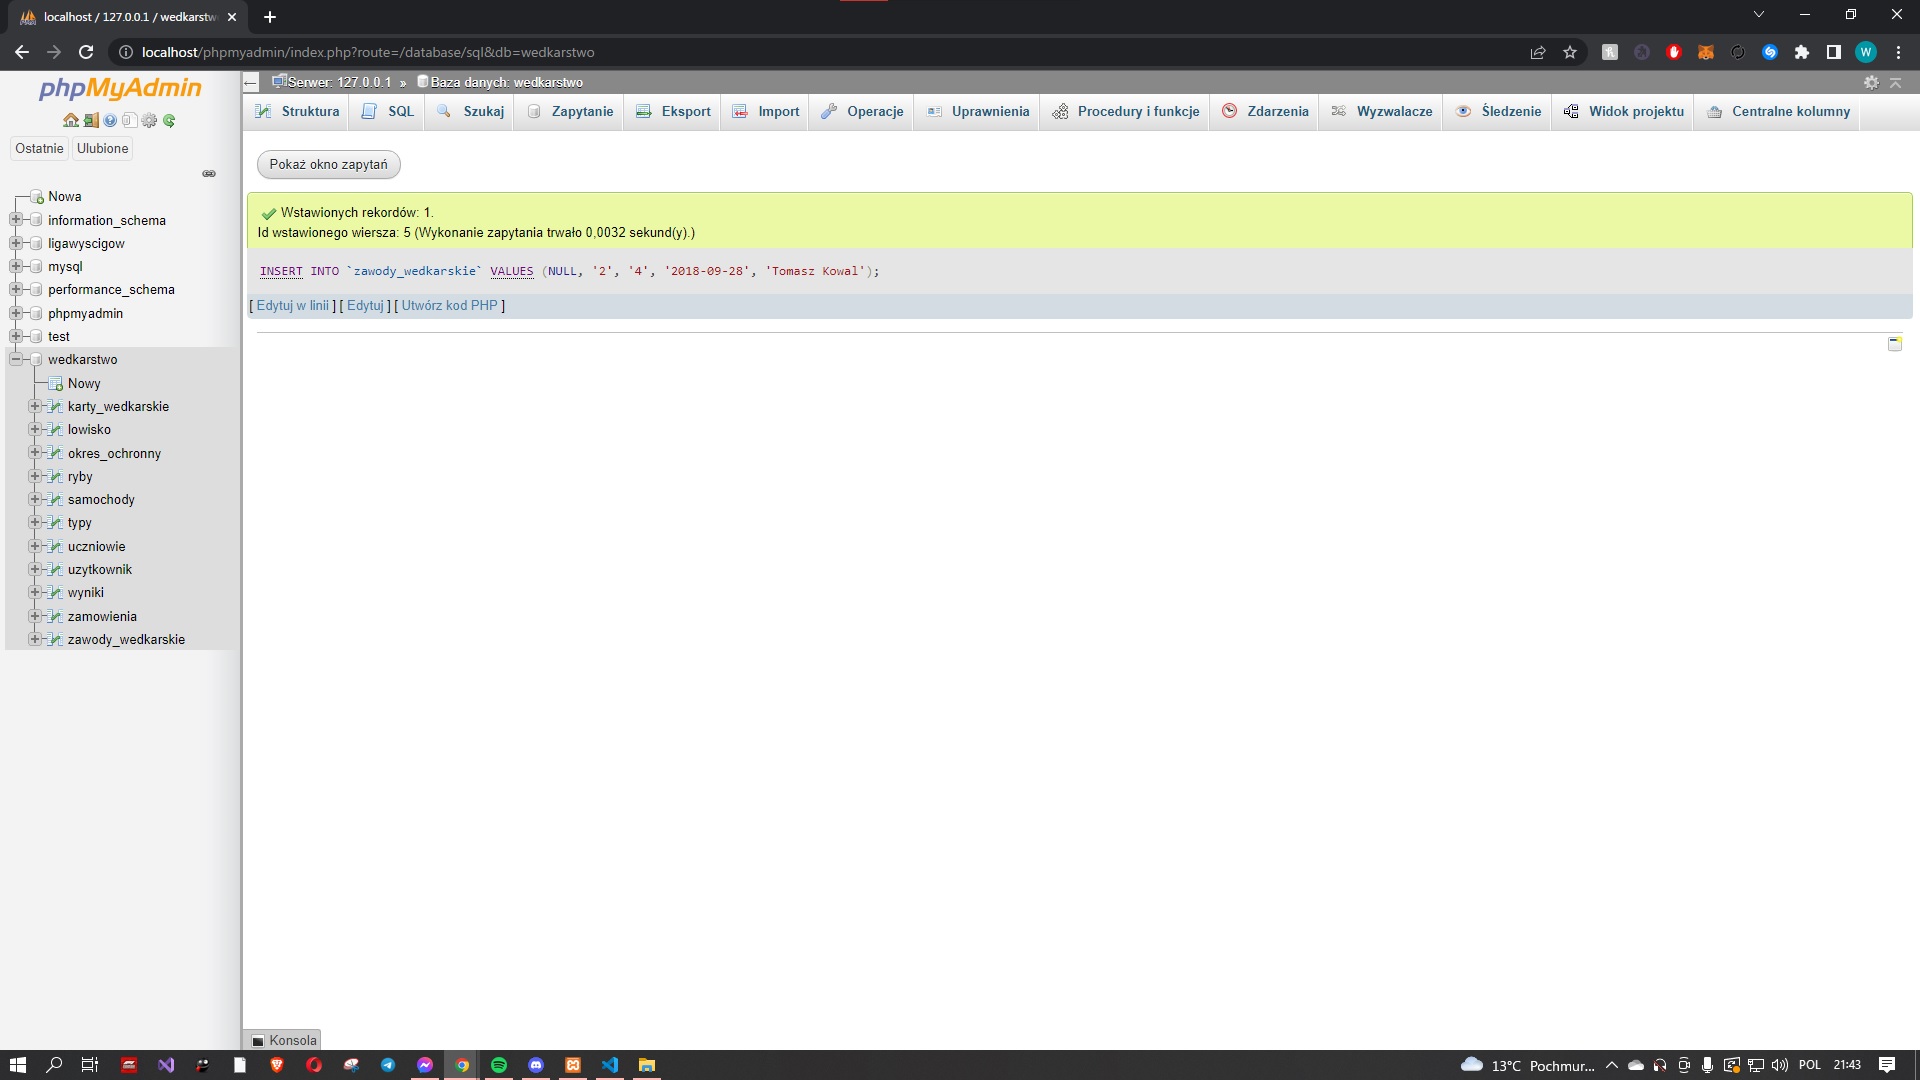 localhost / 127.0.0.1 / wedkarstw
localhost/phpmyadmin/index.php?route=/database/sql&db=wedkarstwo
W
phpMyAdmin
Ostatnie
Ulubione
Nowa
information_schema
ligawyscigow
mysql
performance_schema
phpmyadmin
test
wedkarstwo
Nowy
karty_wedkarskie
lowisko
okres_ochronny
ryby
samochody
typy
uczniowie
uzytkownik
wyniki
zamowienia
zawody_wedkarskie
Serwer: 127.0.0.1 » Baza danych: wedkarstwo
Struktura SQL Szukaj Zapytanie Eksport Import Operacje Uprawnienia Procedury i funkcje Zdarzenia Wyzwalacze Śledzenie Widok projektu Centralne kolumny
Pokaż okno zapytań
Wstawionych rekordów: 1.
Id wstawionego wiersza: 5 (Wykonanie zapytania trwało 0,0032 sekund(y).)
INSERT INTO `zawody_wedkarskie` VALUES (NULL, '2', '4', '2018-09-28', 'Tomasz Kowal');
[ Edytuj w linii ] [ Edytuj ] [ Utwórz kod PHP ]
Konsola
13°C Pochmur... POL 21:43